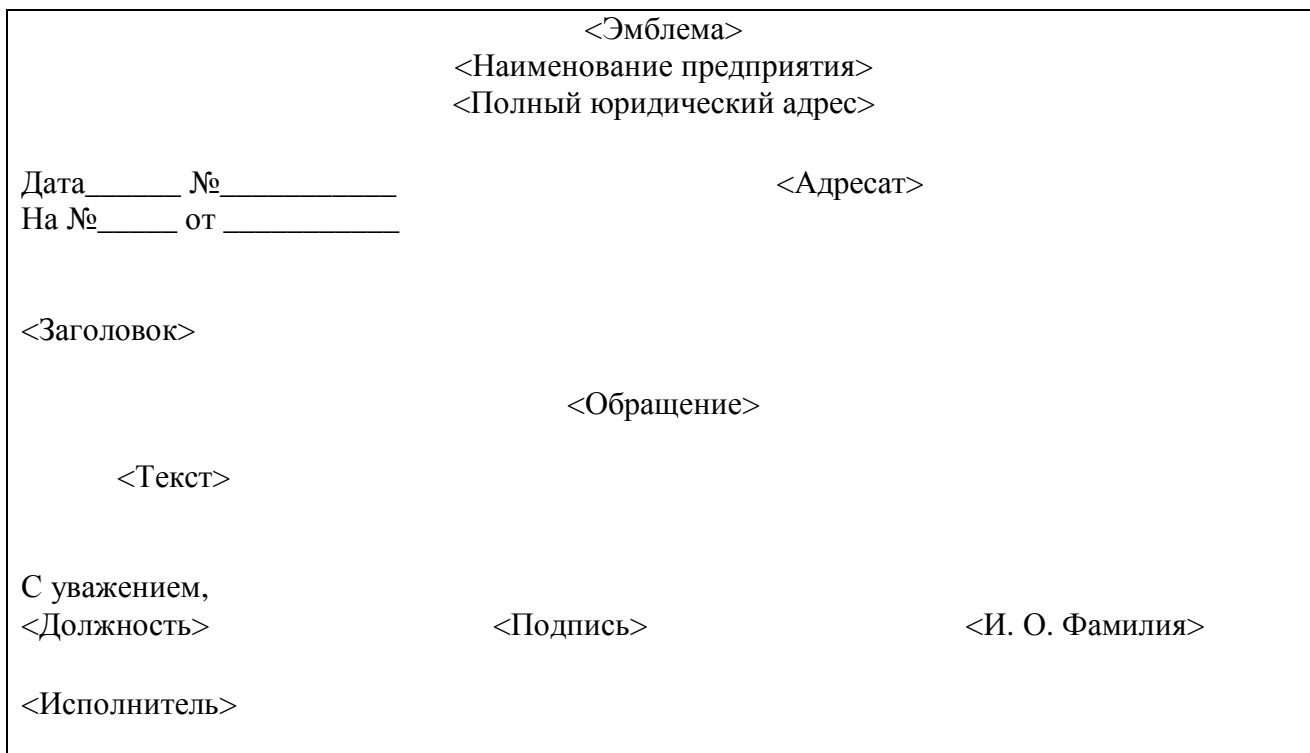 <Эмблема>
<Наименование предприятия>
<Полный юридический адрес>
Дата______ №___________ <Адресат>
На №_____ от ___________
<Заголовок>
<Обращение>
<Текст>
С уважением,
<Должность> <Подпись> <И. О. Фамилия>
<Исполнитель>